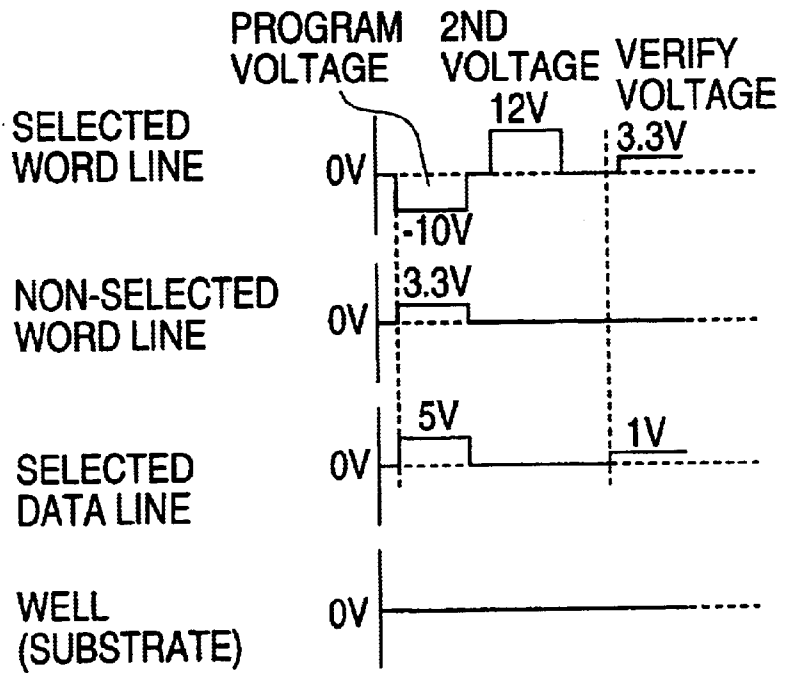 PROGRAM
VOLTAGE
2ND
VOLTAGE
VERIFY
VOLTAGE
SELECTED
WORD LINE
0V
12V
3.3V
-10V
NON-SELECTED
WORD LINE
0V
3.3V
SELECTED
DATA LINE
0V
5V
1V
WELL
(SUBSTRATE)
0V